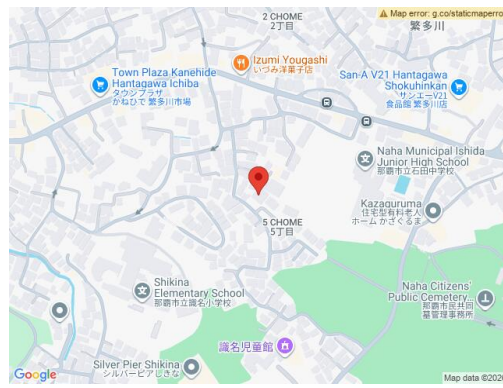 2 CHOME
2丁目
Map error: g.co/staticmaperro
繁多川
Izumi Yougashi
いづみ洋菓子店
Town Plaza Kanehide
Hantagawa Ichiba
タウンプラザ
かねひで 繁多川市場
San-A V21 Hantagawa
Shokuhinkan
サンエーV21
食品館 繁多川店
Naha Municipal Ishida
Junior High School
那覇市立石田中学校
Kazaguruma
住宅型有料老人
ホーム かざぐるま
5 CHOME
5丁目
Shikina
Elementary School
那覇市立識名小学校
Naha Citizens'
Public Cemetery...
那覇市民共同
墓管理事務所
識名児童館
Silver Pier Shikina
シルバーピアしきな
Google
Map data ©2026